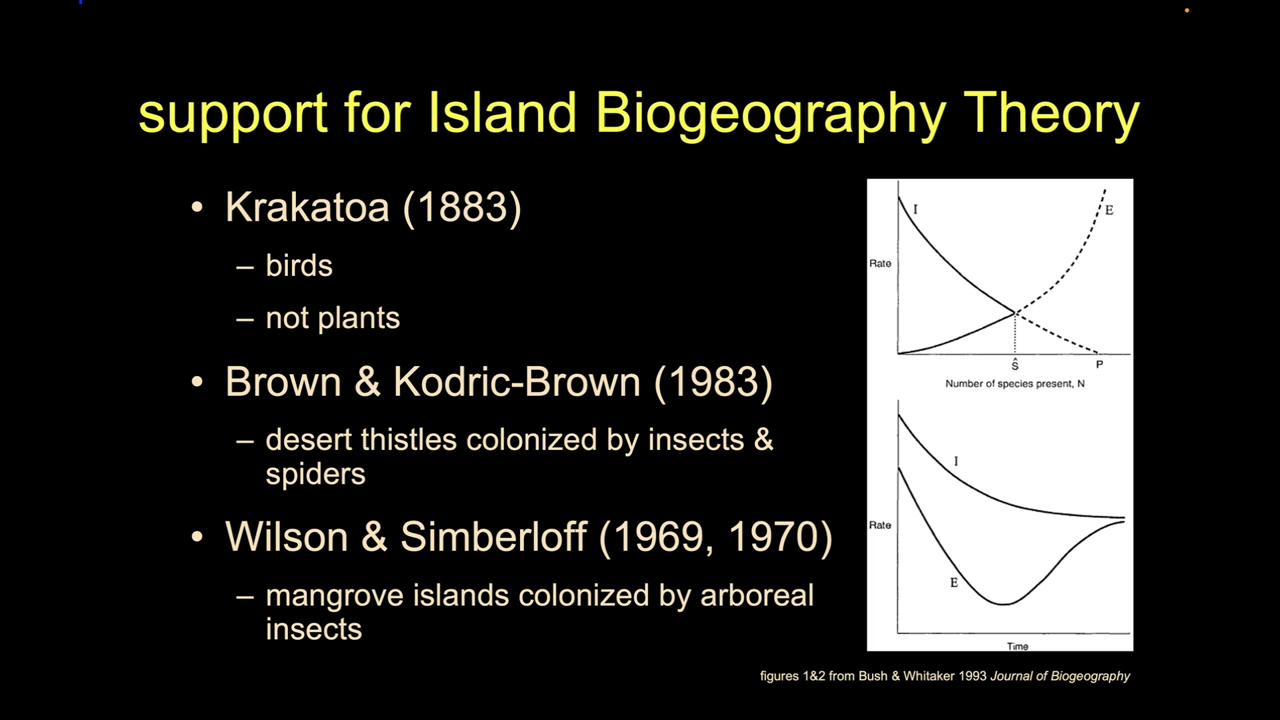 support for Island Biogeography Theory
• Krakatoa (1883)
– birds
– not plants
• Brown & Kodric-Brown (1983)
– desert thistles colonized by insects &
spiders
• Wilson & Simberloff (1969, 1970)
– mangrove islands colonized by arboreal
insects
I
E
Rate
Ŝ
P
Number of species present, N
I
Rate
E
Time
figures 1&2 from Bush & Whitaker 1993 Journal of Biogeography